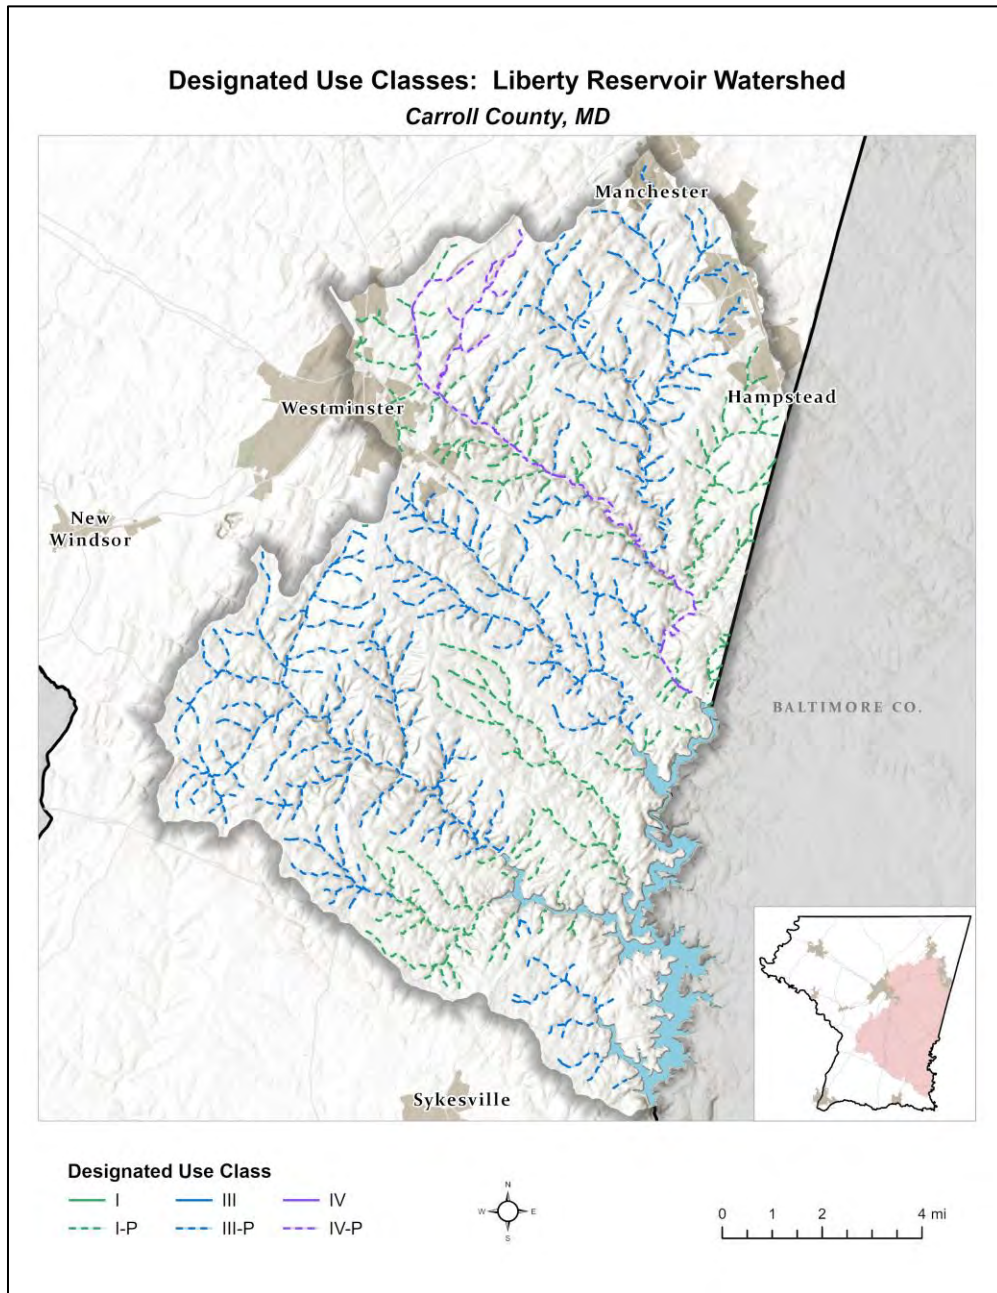 Designated Use Classes: Liberty Reservoir Watershed
Carroll County, MD
Manchester
Hampstead
Westminster
New
Windsor
BALTIMORE CO.
Sykesville
Designated Use Class
I
III
IV
I-P
III-P
IV-P
N
W
E
S
0
1
2
4 mi